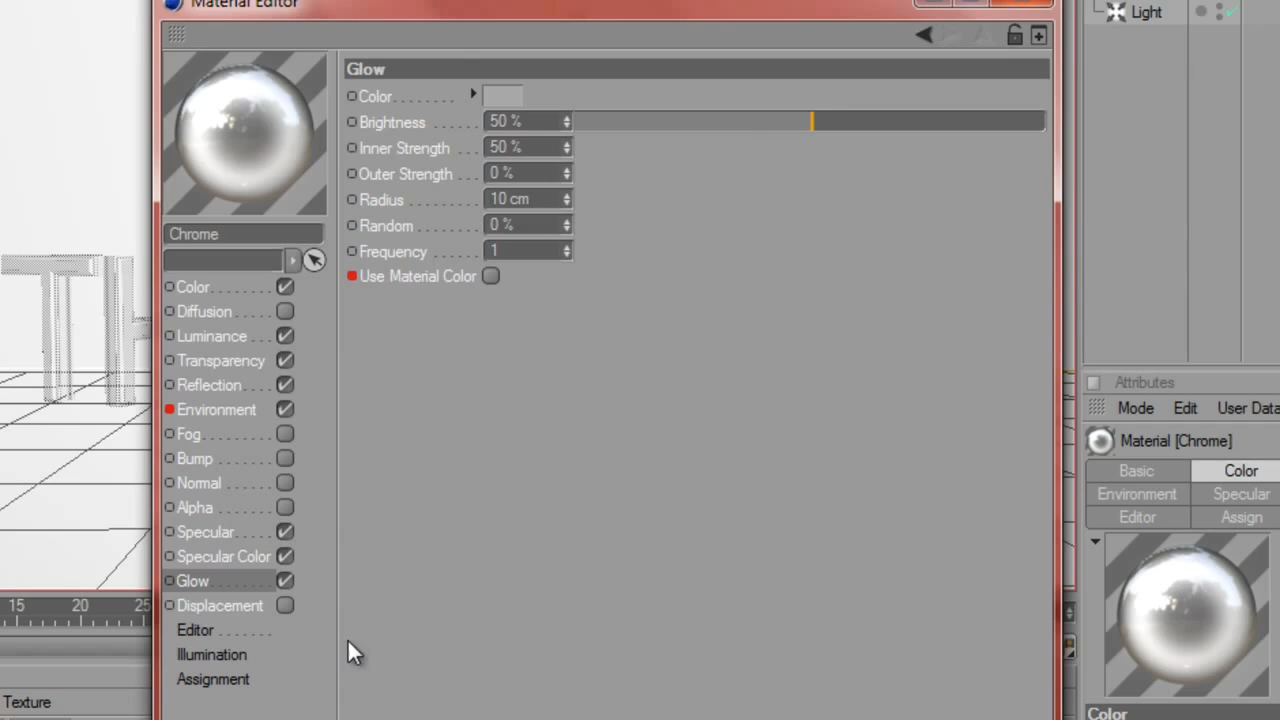 Material Editor
Light
Glow
Color
Brightness 50 %
Inner Strength 50 %
Outer Strength 0 %
Radius 10 cm
Random 0 %
Frequency 1
Use Material Color
Chrome
Color
Diffusion
Luminance
Transparency
Reflection
Environment
Fog
Bump
Normal
Alpha
Specular
Specular Color
Glow
Displacement
Editor
Illumination
Assignment
TH
15 20 25
Texture
Attributes
Mode Edit User Data
Material [Chrome]
Basic Color
Environment Specular
Editor Assign
Color